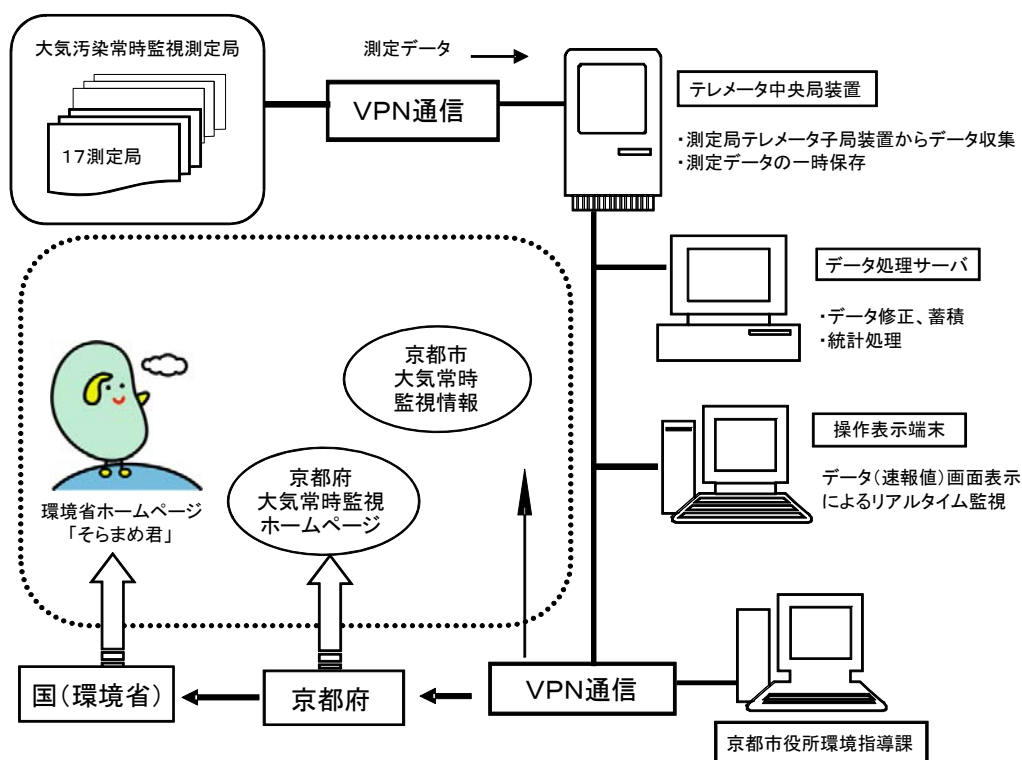 大気汚染常時監視測定局
17測定局
測定データ
VPN通信
テレメータ中央局装置
・測定局テレメータ子局装置からデータ収集
・測定データの一時保存
データ処理サーバ
・データ修正、蓄積
・統計処理
操作表示端末
データ(速報値)画面表示
によるリアルタイム監視
京都市
大気常時
監視情報
京都府
大気常時監視
ホームページ
環境省ホームページ
「そらまめ君」
国(環境省)
京都府
VPN通信
京都市役所環境指導課